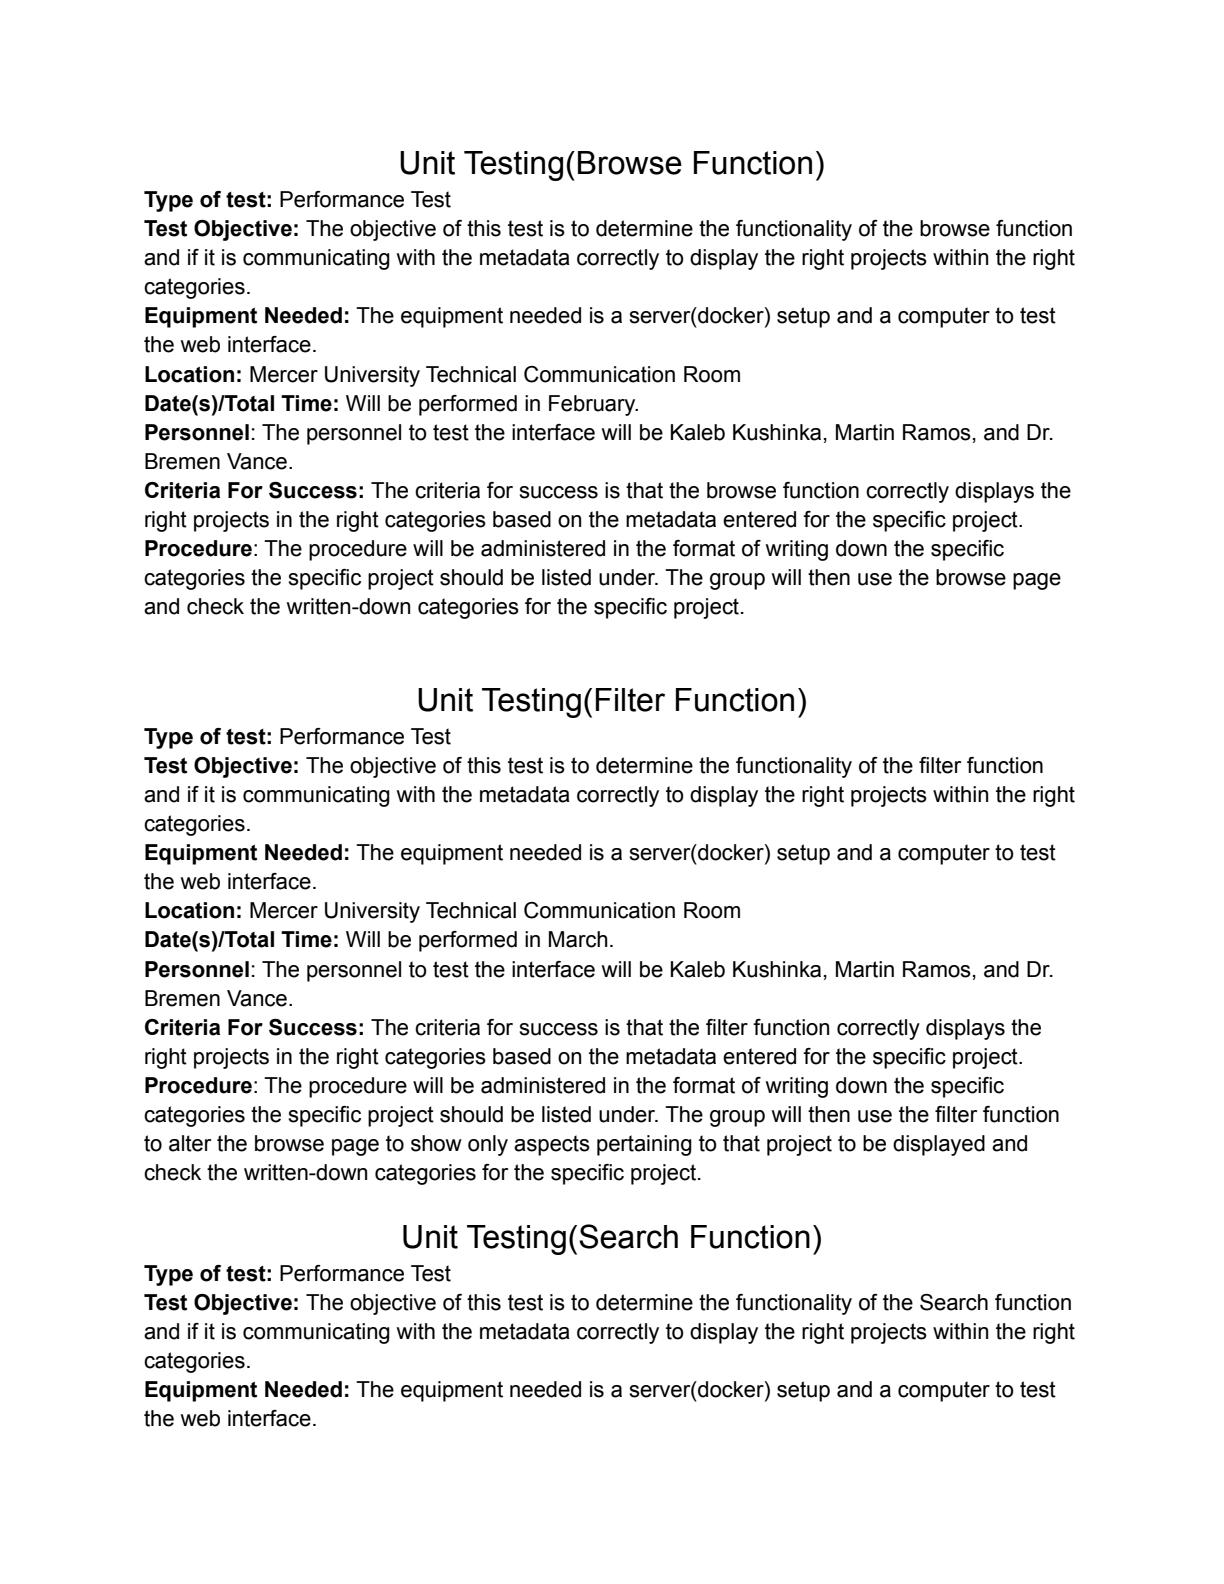 Unit Testing(Browse Function)
Type of test: Performance Test
Test Objective: The objective of this test is to determine the functionality of the browse function
and if it is communicating with the metadata correctly to display the right projects within the right
categories.
Equipment Needed: The equipment needed is a server(docker) setup and a computer to test
the web interface.
Location: Mercer University Technical Communication Room
Date(s)/Total Time: Will be performed in February.
Personnel: The personnel to test the interface will be Kaleb Kushinka, Martin Ramos, and Dr.
Bremen Vance.
Criteria For Success: The criteria for success is that the browse function correctly displays the
right projects in the right categories based on the metadata entered for the specific project.
Procedure: The procedure will be administered in the format of writing down the specific
categories the specific project should be listed under. The group will then use the browse page
and check the written-down categories for the specific project.
Unit Testing(Filter Function)
Type of test: Performance Test
Test Objective: The objective of this test is to determine the functionality of the filter function
and if it is communicating with the metadata correctly to display the right projects within the right
categories.
Equipment Needed: The equipment needed is a server(docker) setup and a computer to test
the web interface.
Location: Mercer University Technical Communication Room
Date(s)/Total Time: Will be performed in March.
Personnel: The personnel to test the interface will be Kaleb Kushinka, Martin Ramos, and Dr.
Bremen Vance.
Criteria For Success: The criteria for success is that the filter function correctly displays the
right projects in the right categories based on the metadata entered for the specific project.
Procedure: The procedure will be administered in the format of writing down the specific
categories the specific project should be listed under. The group will then use the filter function
to alter the browse page to show only aspects pertaining to that project to be displayed and
check the written-down categories for the specific project.
Unit Testing(Search Function)
Type of test: Performance Test
Test Objective: The objective of this test is to determine the functionality of the Search function
and if it is communicating with the metadata correctly to display the right projects within the right
categories.
Equipment Needed: The equipment needed is a server(docker) setup and a computer to test
the web interface.